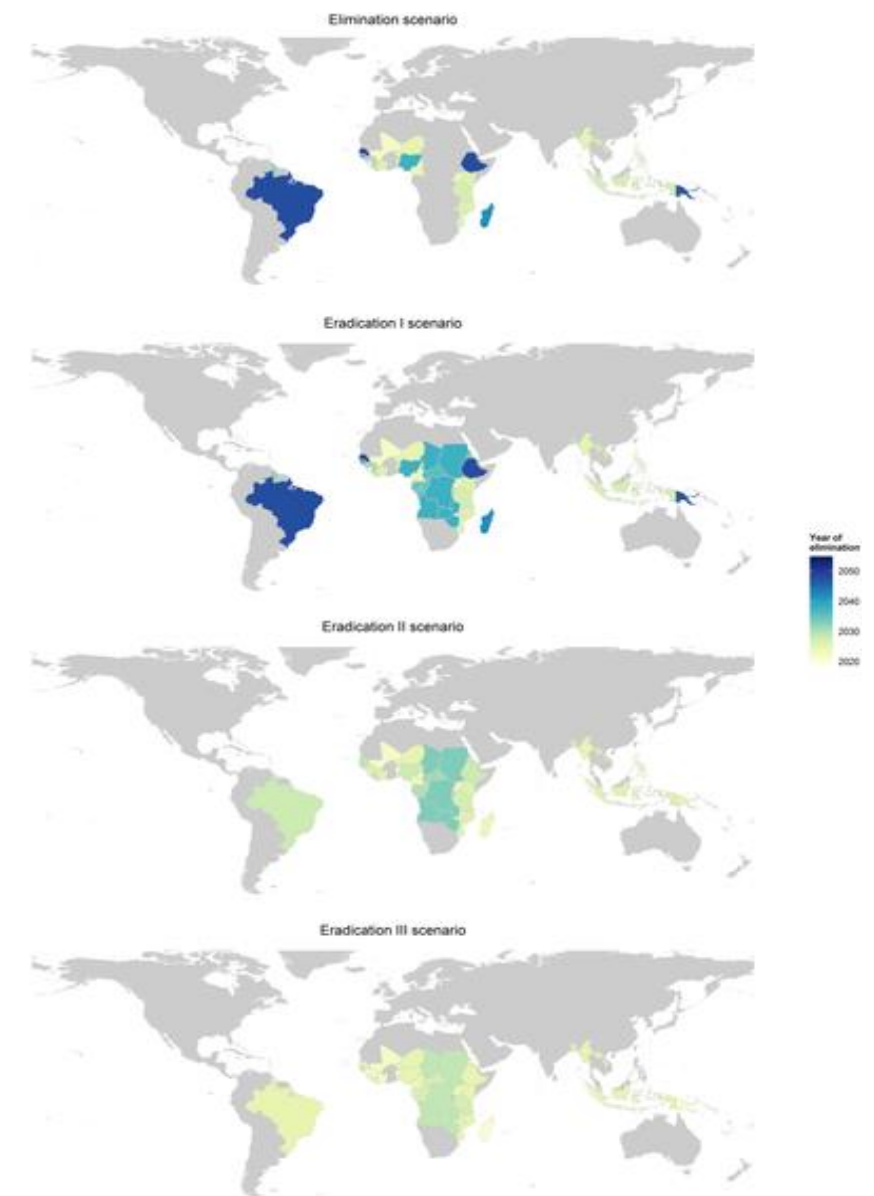 Elimination scenario
Eradication I scenario
Year of
elimination
2050
2040
2030
2020
Eradication II scenario
Eradication III scenario